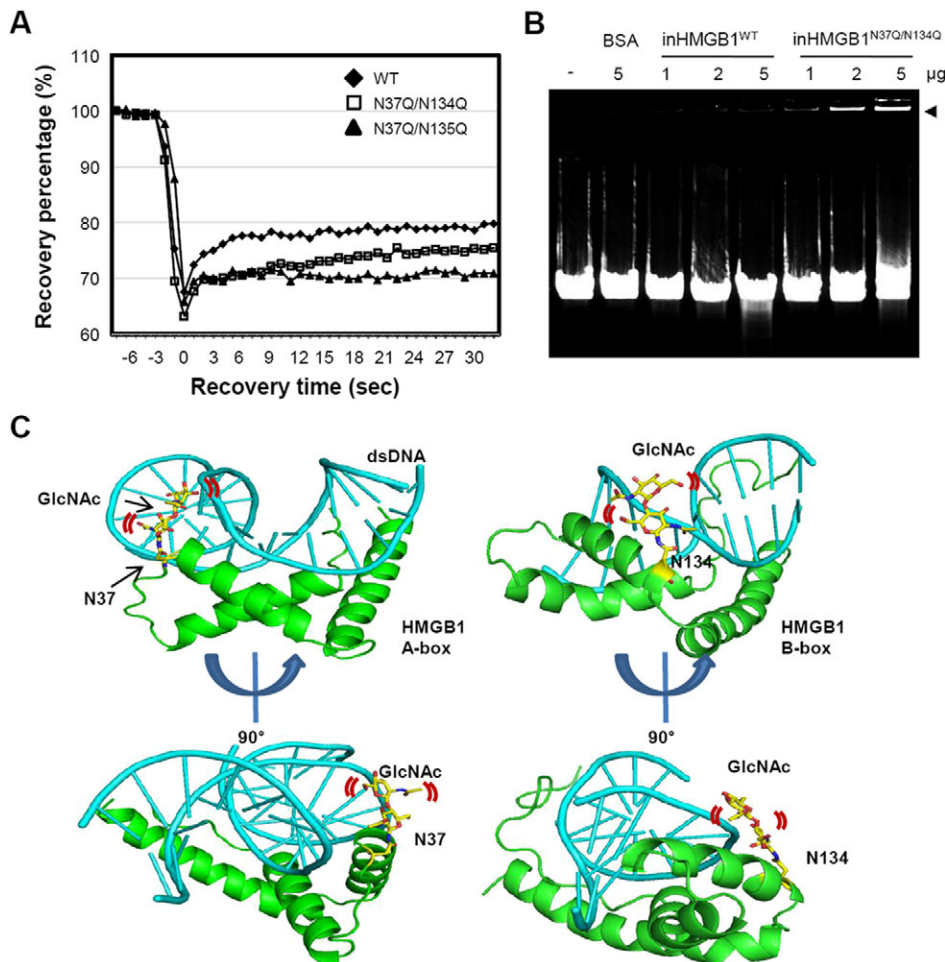 A
Recovery percentage (%)
100
90
80
70
60
WT
N37Q/N134Q
N37Q/N135Q
-6 -3 0 3 6 9 12 15 18 21 24 27 30
Recovery time (sec)
B
BSA inHMGB1WT inHMGB1N37Q/N134Q
- 5 1 2 5 1 2 5 µg
C
GlcNAc
dsDNA
N37
HMGB1
A-box
90°
GlcNAc
N37
N134
HMGB1
B-box
90°
GlcNAc
N134